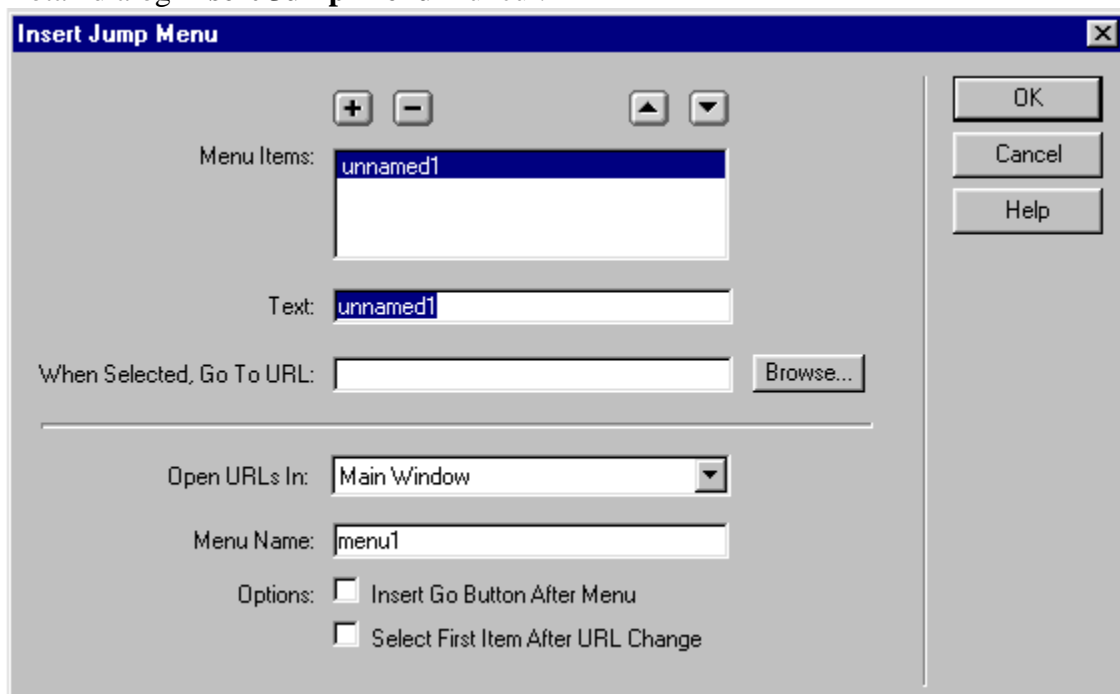 Insert Jump Menu
OK
Menu Items:
unnamed1
Cancel
Help
Text:
unnamed1
When Selected, Go To URL:
Browse...
Open URLs In:
Main Window
Menu Name:
menu1
Options:
Insert Go Button After Menu
Select First Item After URL Change